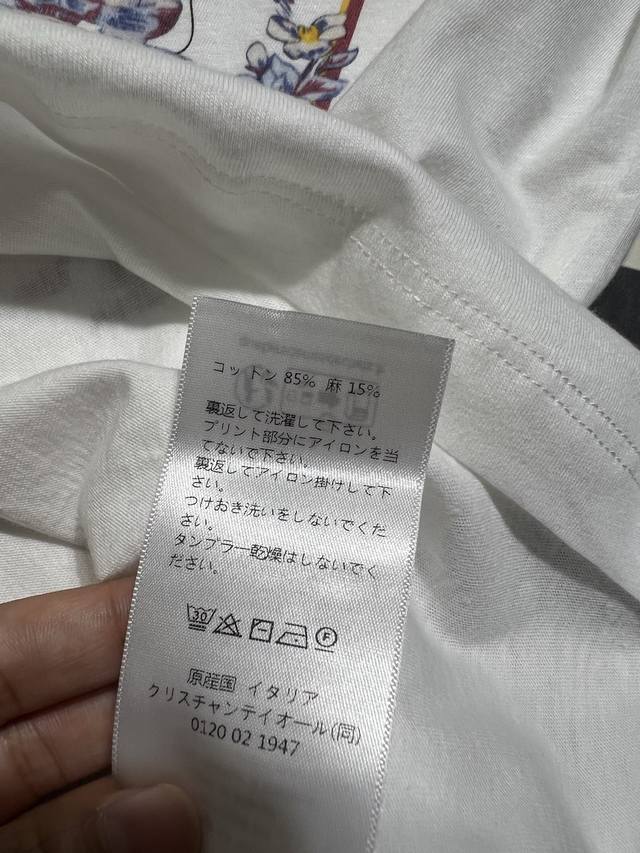 コットン 85% 麻 15%
裏返して洗濯して下さい。
プリント部分にアイロンを当
てないで下さい。
裏返してアイロン掛けして下
さい。
つけおき洗いをしないでくだ
さい。
タンブラー乾燥はしないでく
ださい。
30 F
原産国 イタリア
クリスチャンディオール(同)
0120 02 1947